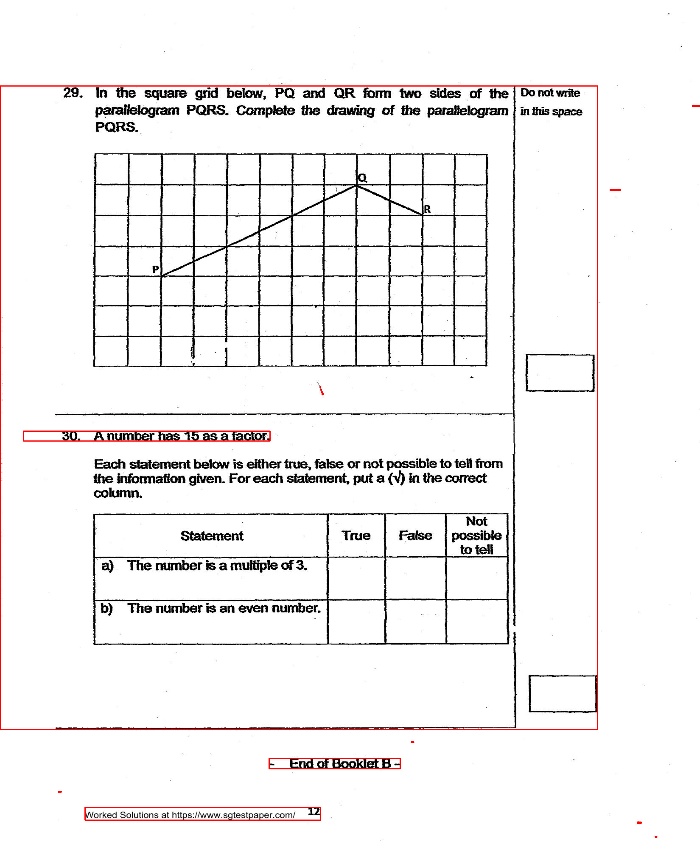 29. In the square grid below, PQ and QR form two sides of the
parallelogram PQRS. Complete the drawing of the parallelogram
PQRS.
Do not write
in this space
Q
R
P
30. A number has 15 as a factor.
Each statement below is either true, false or not possible to tell from
the information given. For each statement, put a (√) in the correct
column.
Statement True False Not possible to tell
a) The number is a multiple of 3.
b) The number is an even number.
- End of Booklet B -
Worked Solutions at https://www.sgtestpaper.com/ 12